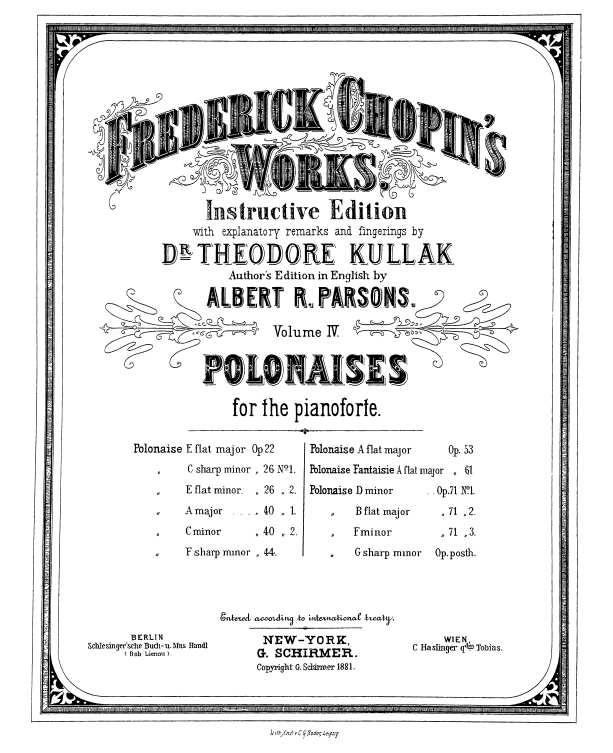 FREDERICK CHOPIN'S
WORKS.
Instructive Edition
with explanatory remarks and fingerings by
DR. THEODORE KULLAK
Author's Edition in English by
ALBERT R. PARSONS.
Volume IV.
POLONAISES
for the pianoforte.
Polonaise E flat major Op 22
„ C sharp minor „ 26 No 1.
„ E flat minor. „ 26 „ 2.
„ A major .... „ 40 „ 1.
„ C minor „ 40 „ 2.
„ F sharp minor „ 44.
Polonaise A flat major Op. 53
Polonaise Fantaisie A flat major „ 61
Polonaise D minor .. Op. 71 No 1.
„ B flat major „ 71 „ 2.
„ F minor „ 71 „ 3.
„ G sharp minor Op. posth.
Entered according to international treaty.
BERLIN
Schlesinger'sche Buch- u. Mus Handl
(Rob Lienau)
NEW-YORK,
G. SCHIRMER.
Copyright G. Schirmer 1881.
WIEN
C Haslinger qdm Tobias.
Leipzig